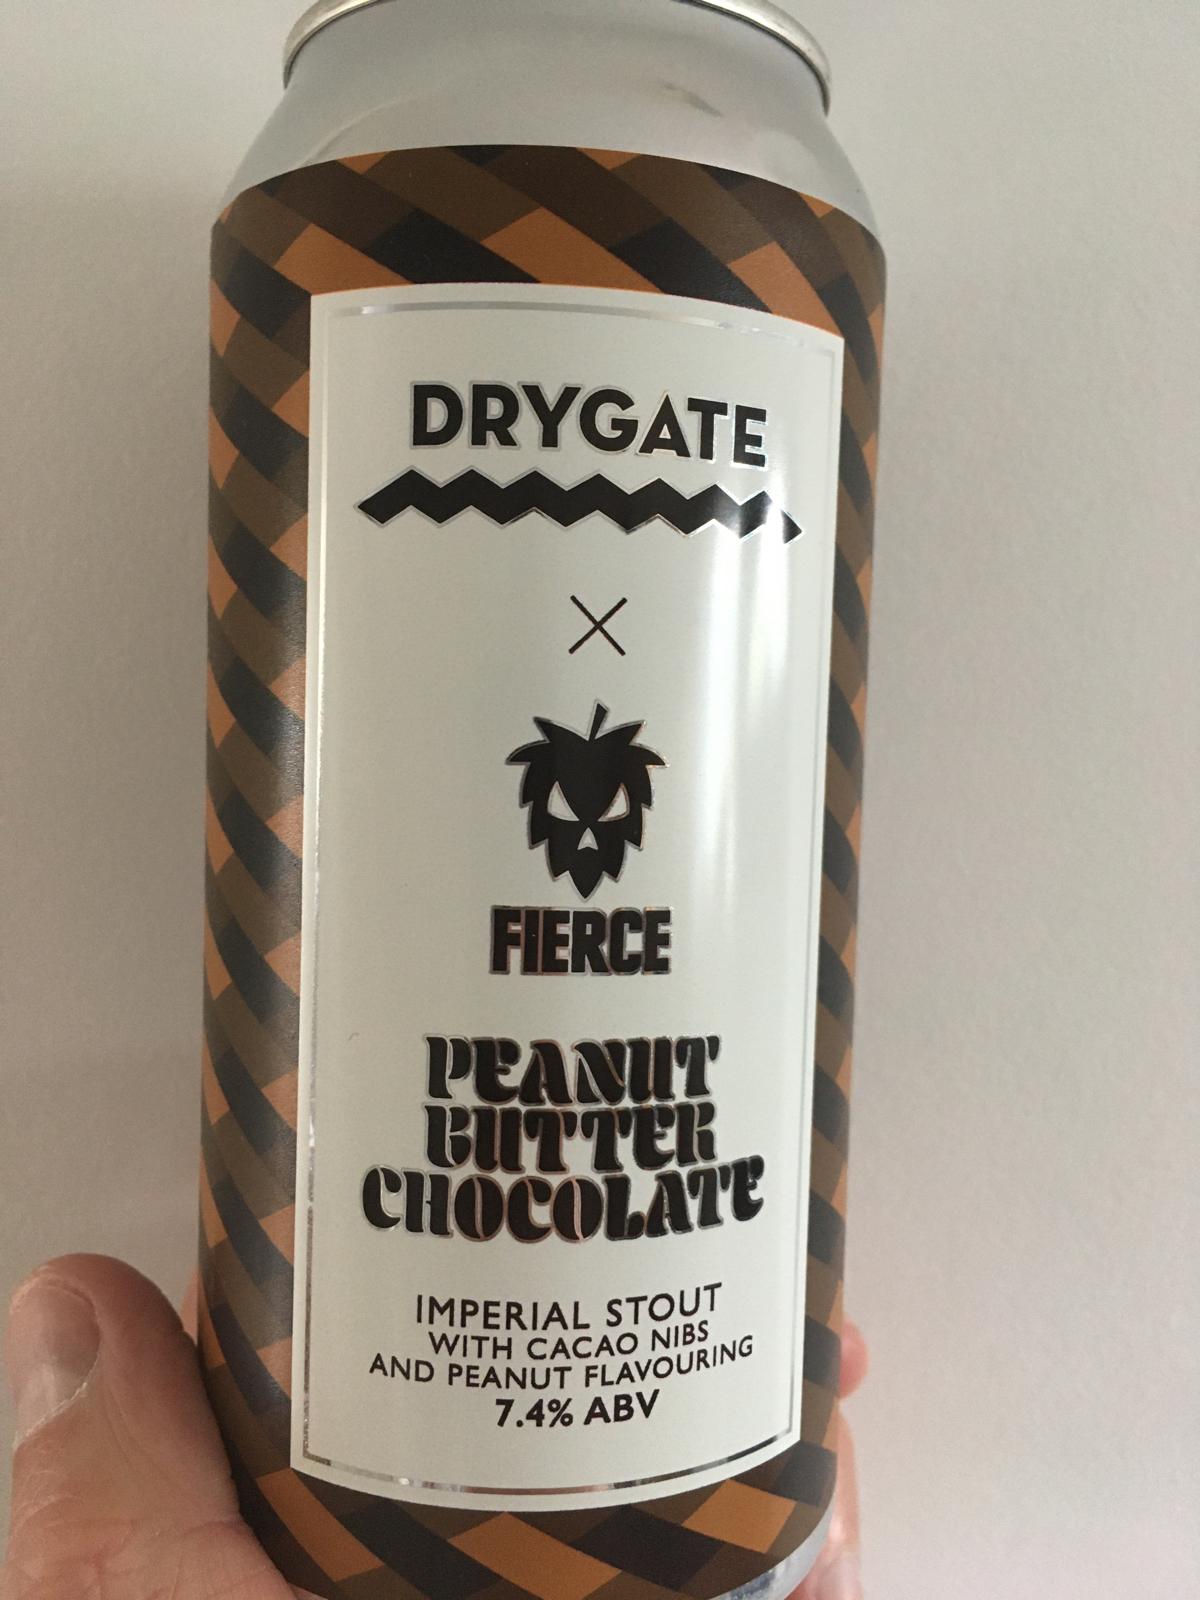 DRYGATE
×
FIERCE
PEANUT
BUTTER
CHOCOLATE
IMPERIAL STOUT
WITH CACAO NIBS
AND PEANUT FLAVOURING
7.4% ABV